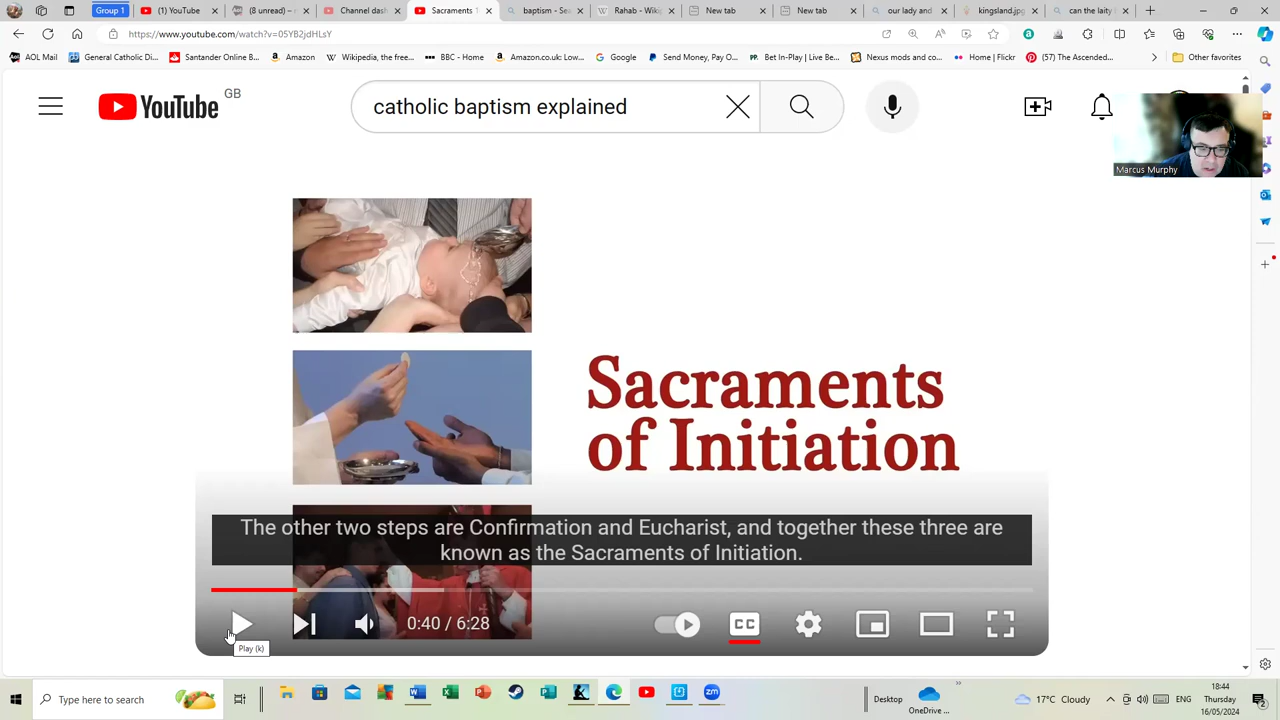 Group 1
(8 unread) - m
Channel dash
Sacraments 1
baptism - Sea
Rahab - Wiki
New tab
New tab
our lady and
kingsland.jpg
can the laity
https://www.youtube.com/watch?v=05YB2jdHLsY
AOL Mail
General Catholic Di...
Santander Online B...
Amazon
Wikipedia, the free...
BBC - Home
Amazon.co.uk: Low...
Google
Send Money, Pay O...
Bet In-Play | Live Be...
Nexus mods and co...
Home | Flickr
(57) The Ascended...
Other favorites
YouTube GB
catholic baptism explained
Marcus Murphy
Sacraments
of Initiation
The other two steps are Confirmation and Eucharist, and together these three are
known as the Sacraments of Initiation.
0:40 / 6:28
CC
Play (k)
Type here to search
Desktop
OneDrive ...
17°C Cloudy
ENG
18:44
Thursday
16/05/2024